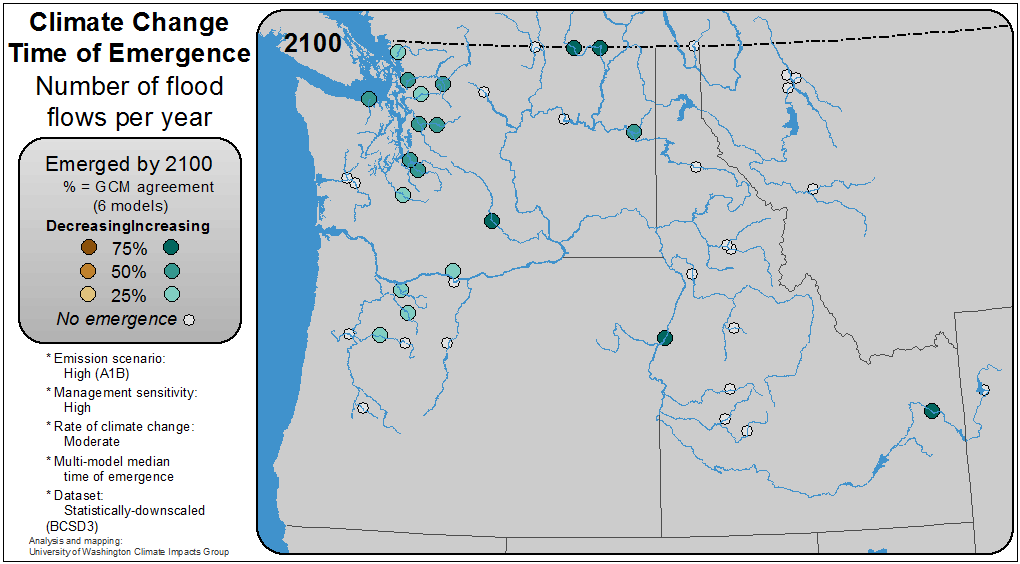 Climate Change
Time of Emergence
Number of flood
flows per year
Emerged by 2100
% = GCM agreement
(6 models)
DecreasingIncreasing
75%
50%
25%
No emergence
* Emission scenario:
High (A1B)
* Management sensitivity:
High
* Rate of climate change:
Moderate
* Multi-model median
time of emergence
* Dataset:
Statistically-downscaled
(BCSD3)
Analysis and mapping:
University of Washington Climate Impacts Group
2100